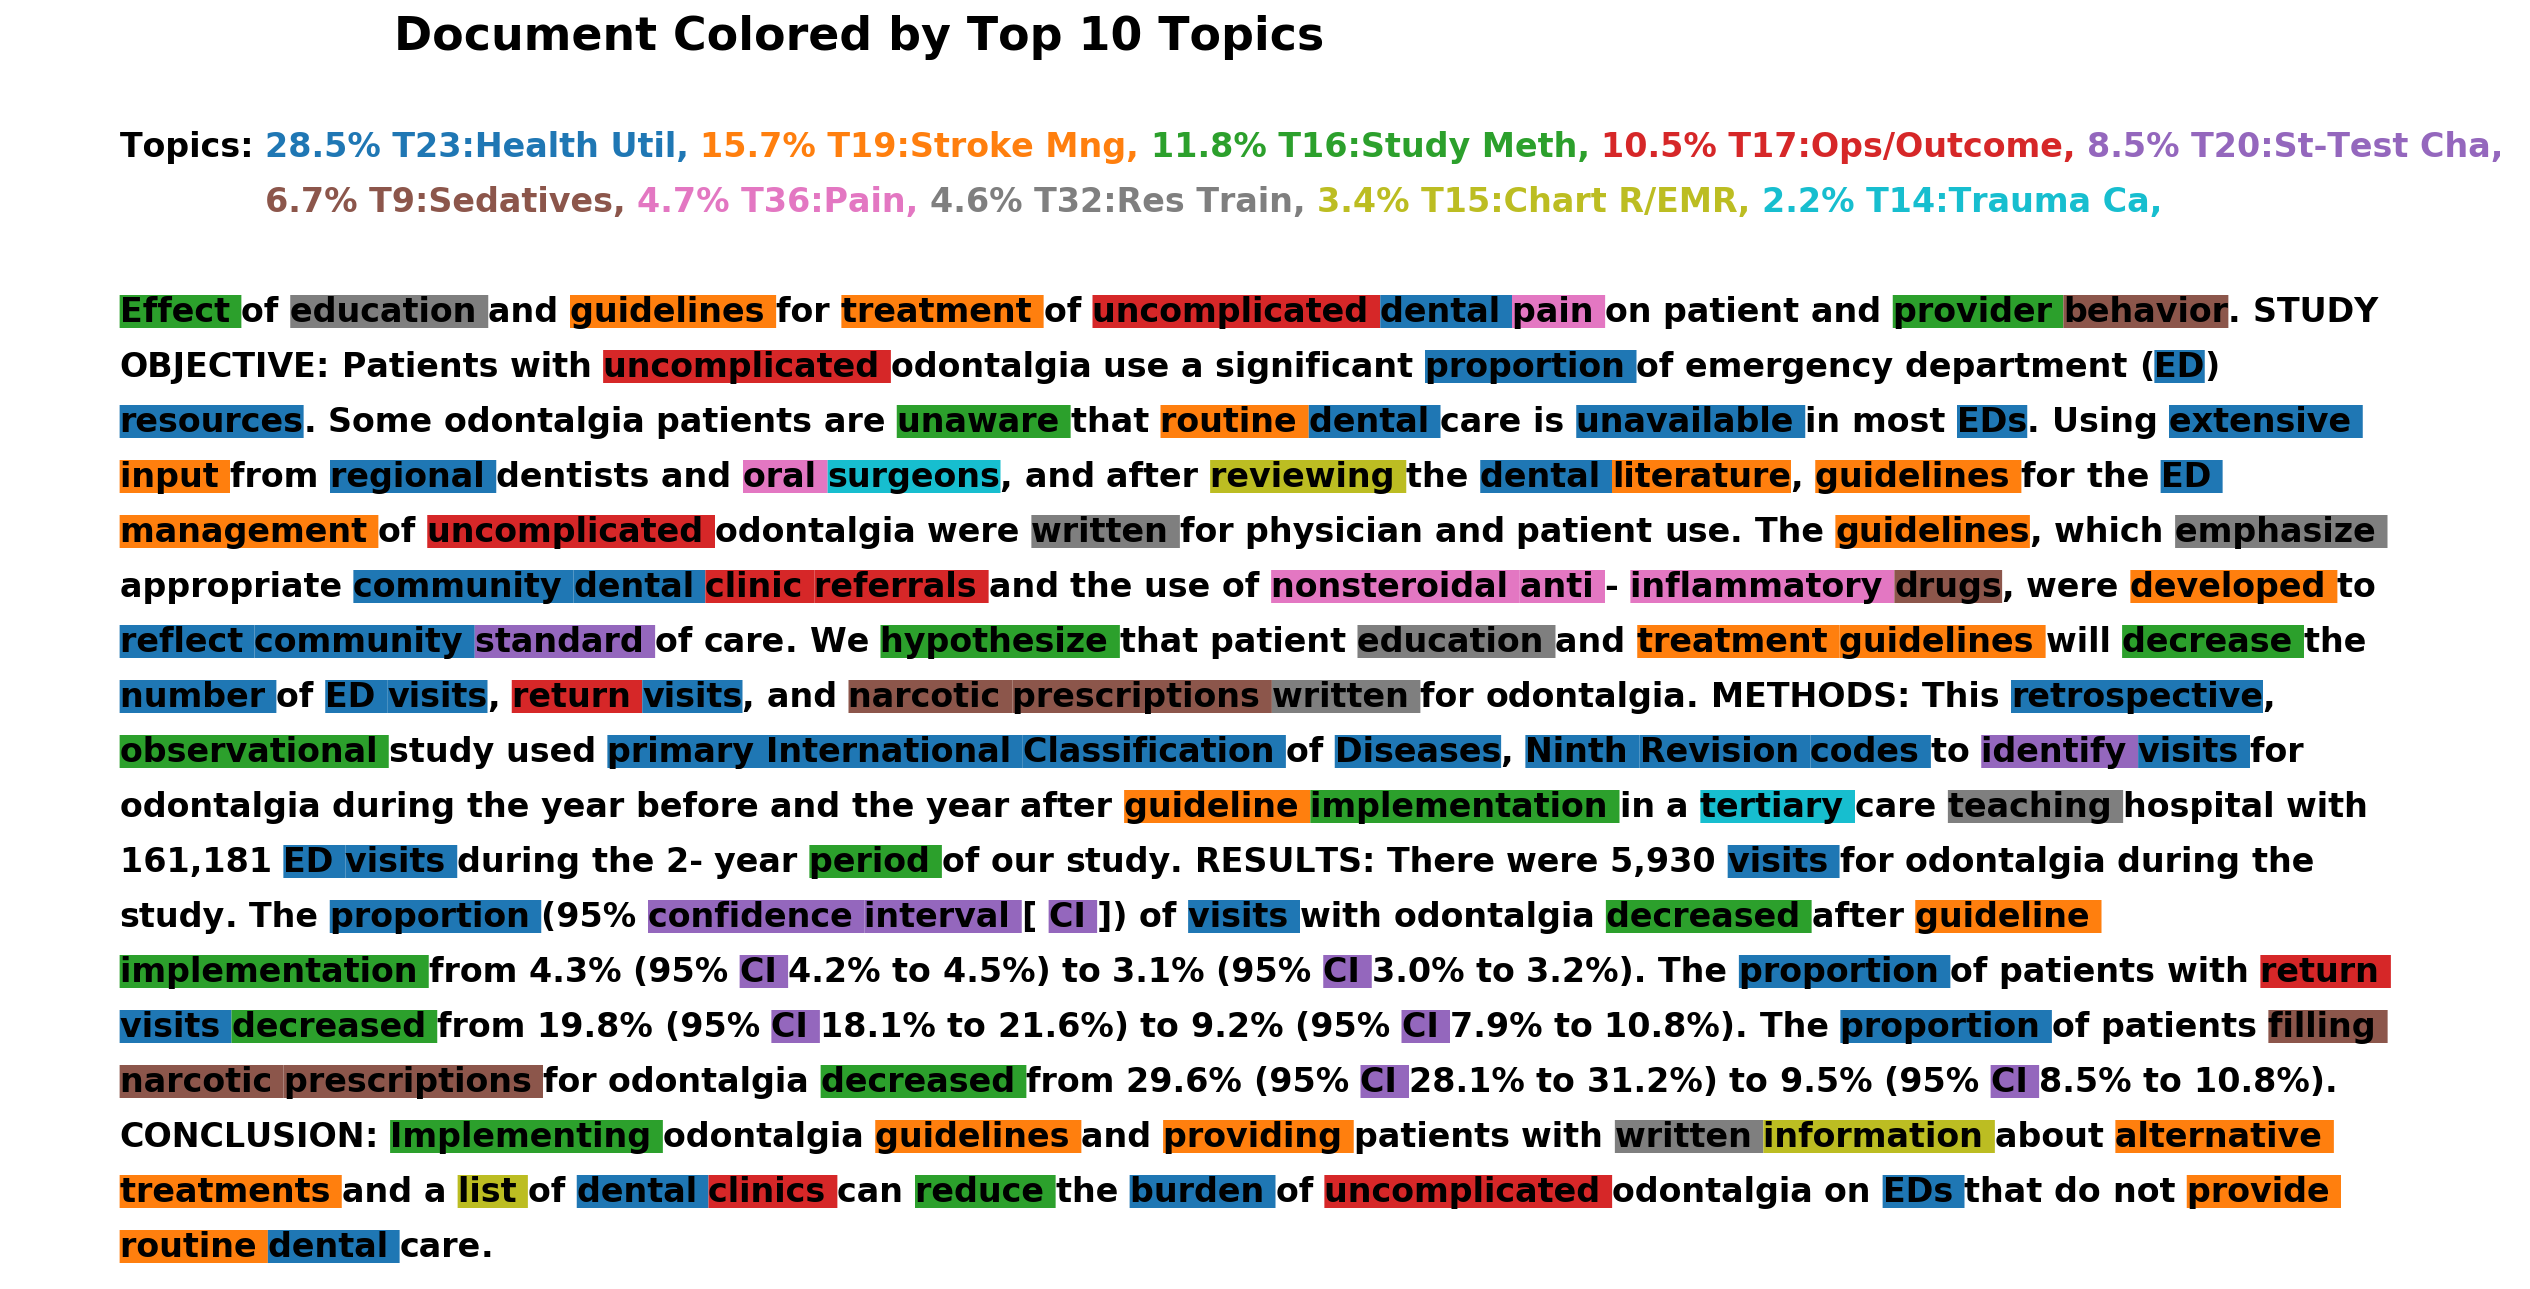 Document Colored by Top 10 Topics
Topics: 28.5% T23:Health Util, 15.7% T19:Stroke Mng, 11.8% T16:Study Meth, 10.5% T17:Ops/Outcome, 8.5% T20:St-Test Cha,
6.7% T9:Sedatives, 4.7% T36:Pain, 4.6% T32:Res Train, 3.4% T15:Chart R/EMR, 2.2% T14:Trauma Ca,
Effect of education and guidelines for treatment of uncomplicated dental pain on patient and provider behavior. STUDY
OBJECTIVE: Patients with uncomplicated odontalgia use a significant proportion of emergency department (ED)
resources. Some odontalgia patients are unaware that routine dental care is unavailable in most EDs. Using extensive
input from regional dentists and oral surgeons, and after reviewing the dental literature, guidelines for the ED
management of uncomplicated odontalgia were written for physician and patient use. The guidelines, which emphasize
appropriate community dental clinic referrals and the use of nonsteroidal anti - inflammatory drugs, were developed to
reflect community standard of care. We hypothesize that patient education and treatment guidelines will decrease the
number of ED visits, return visits, and narcotic prescriptions written for odontalgia. METHODS: This retrospective,
observational study used primary International Classification of Diseases, Ninth Revision codes to identify visits for
odontalgia during the year before and the year after guideline implementation in a tertiary care teaching hospital with
161,181 ED visits during the 2- year period of our study. RESULTS: There were 5,930 visits for odontalgia during the
study. The proportion (95% confidence interval [ CI ]) of visits with odontalgia decreased after guideline
implementation from 4.3% (95% CI 4.2% to 4.5%) to 3.1% (95% CI 3.0% to 3.2%). The proportion of patients with return
visits decreased from 19.8% (95% CI 18.1% to 21.6%) to 9.2% (95% CI 7.9% to 10.8%). The proportion of patients filling
narcotic prescriptions for odontalgia decreased from 29.6% (95% CI 28.1% to 31.2%) to 9.5% (95% CI 8.5% to 10.8%).
CONCLUSION: Implementing odontalgia guidelines and providing patients with written information about alternative
treatments and a list of dental clinics can reduce the burden of uncomplicated odontalgia on EDs that do not provide
routine dental care.